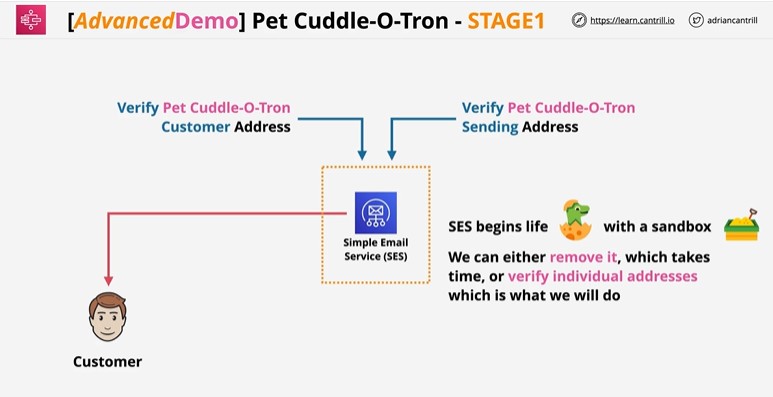 [AdvancedDemo] Pet Cuddle-O-Tron - STAGE1
https://learn.cantrill.io
adriancantrill
Verify Pet Cuddle-O-Tron
Customer Address
Verify Pet Cuddle-O-Tron
Sending Address
Simple Email
Service (SES)
SES begins life with a sandbox
We can either remove it, which takes
time, or verify individual addresses
which is what we will do
Customer